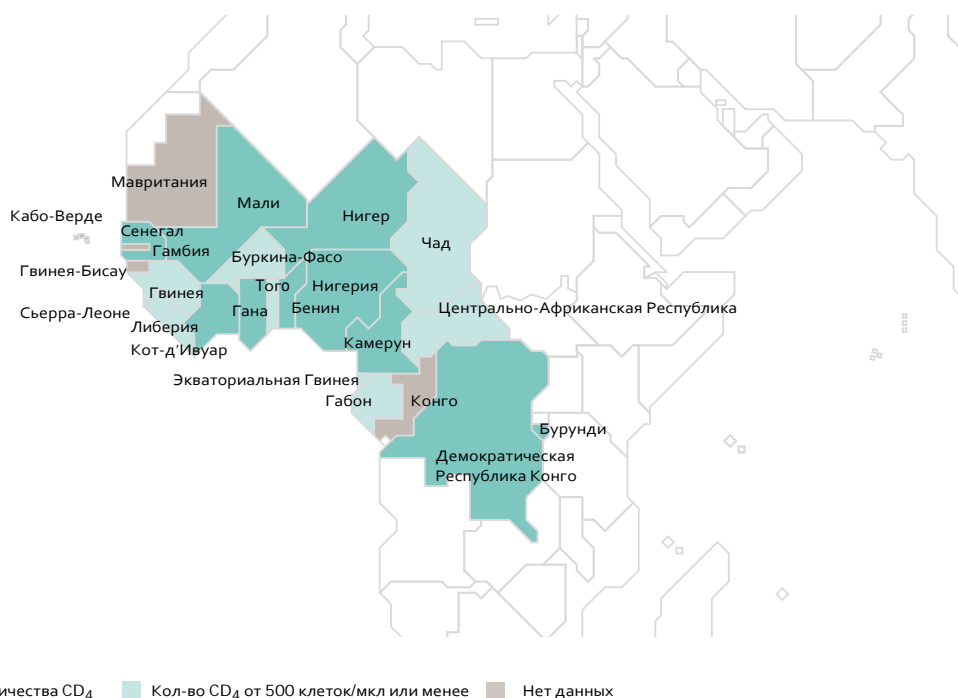 Мавритания
Мали
Кабо-Верде
Нигер
Сенегал
Чад
Гамбия
Буркина-Фасо
Гвинея-Бисау
Того
Нигерия
Гвинея
Сьерра-Леоне
Гана
Бенин
Центрально-Африканская Республика
Либерия
Камерун
Кот-д'Ивуар
Экваториальная Гвинея
Габон
Конго
Бурунди
Демократическая
Республика Конго
ичества CD4
Кол-во CD4 от 500 клеток/мкл или менее
Нет данных